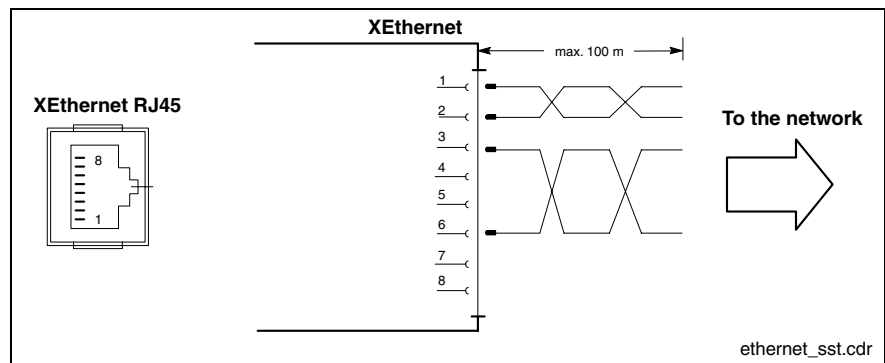 XEthernet
max. 100 m
XEthernet RJ45
8
1
1
2
3
4
5
6
7
8
To the network
ethernet_sst.cdr